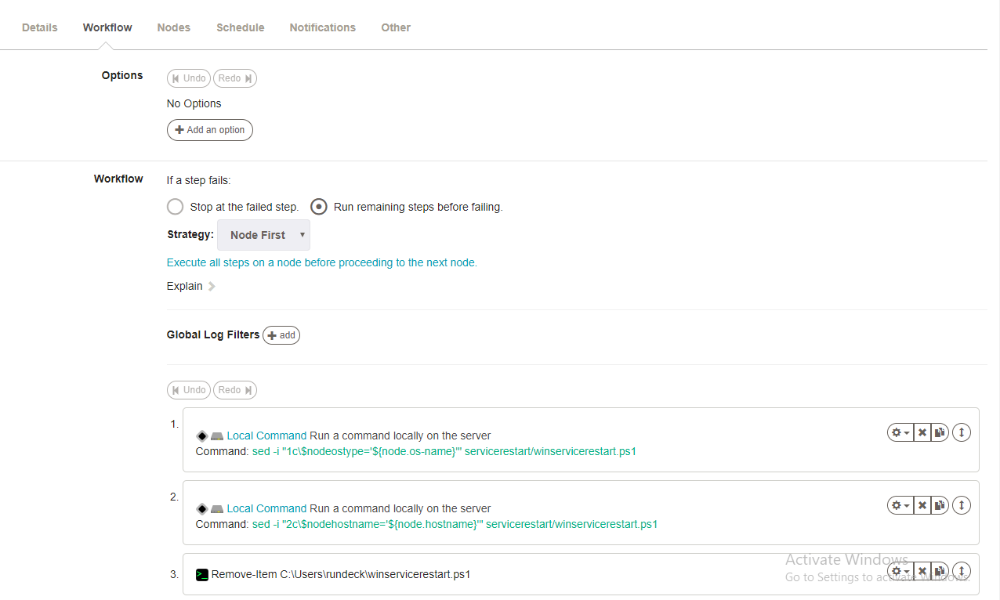 Details Workflow Nodes Schedule Notifications Other
Options Undo Redo
No Options
Add an option
Workflow If a step fails:
Stop at the failed step. Run remaining steps before failing.
Strategy: Node First
Execute all steps on a node before proceeding to the next node.
Explain
Global Log Filters add
Undo Redo
1. Local Command Run a command locally on the server
Command: sed -i "1c\$nodeostype='${node.os-name}'" servicerestart/winservicerestart.ps1
2. Local Command Run a command locally on the server
Command: sed -i "2c\$nodehostname='${node.hostname}'" servicerestart/winservicerestart.ps1
3. >_ Remove-Item C:\Users\rundeck\winservicerestart.ps1
Activate Windows
Go to Settings to activate Windows.